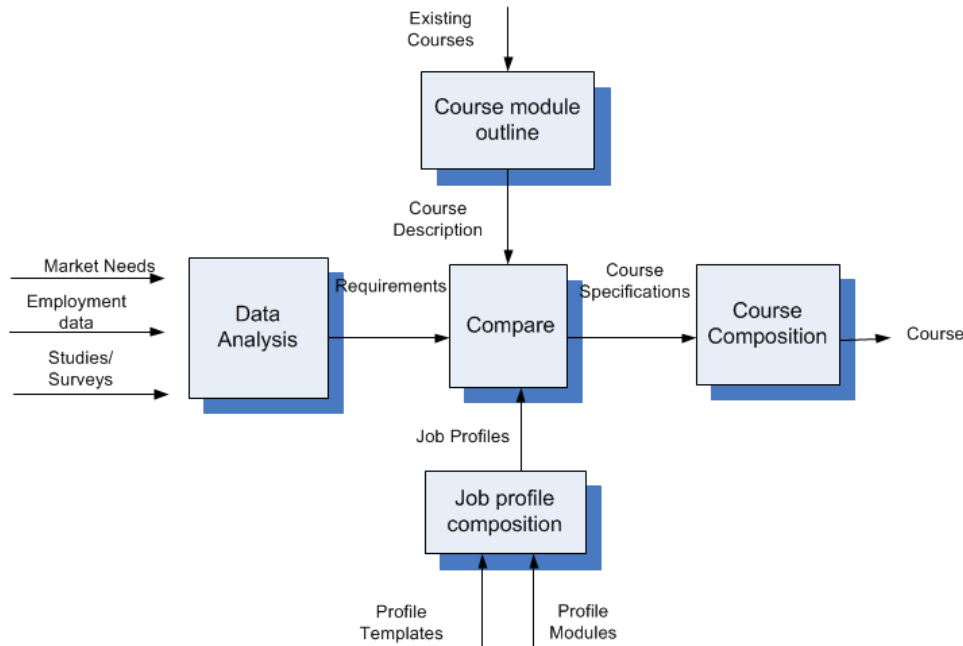 Existing
Courses
Course module
outline
Course
Description
Market Needs
Employment
data
Studies/
Surveys
Data
Analysis
Requirements
Compare
Course
Specifications
Course
Composition
Course
Job Profiles
Job profile
composition
Profile
Templates
Profile
Modules